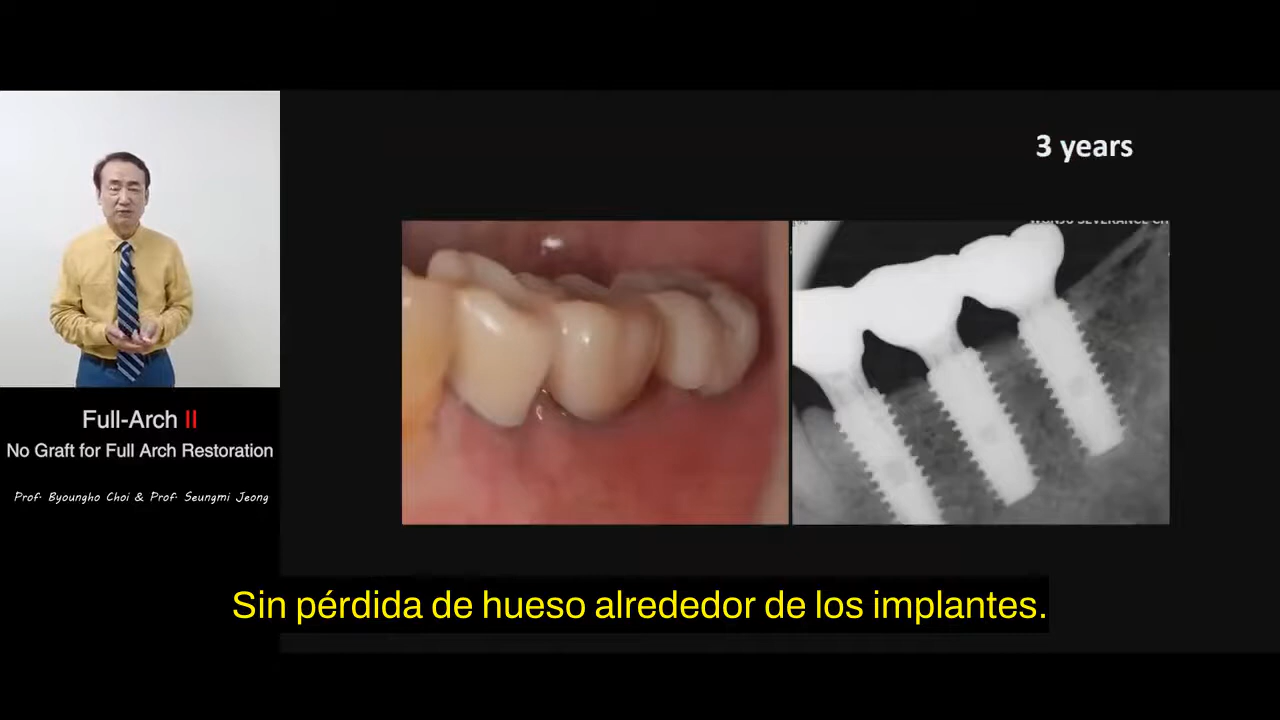 3 years
Full-Arch II
No Graft for Full Arch Restoration
Prof. Byoungho Choi & Prof. Seungmi Jeong
Sin pérdida de hueso alrededor de los implantes.